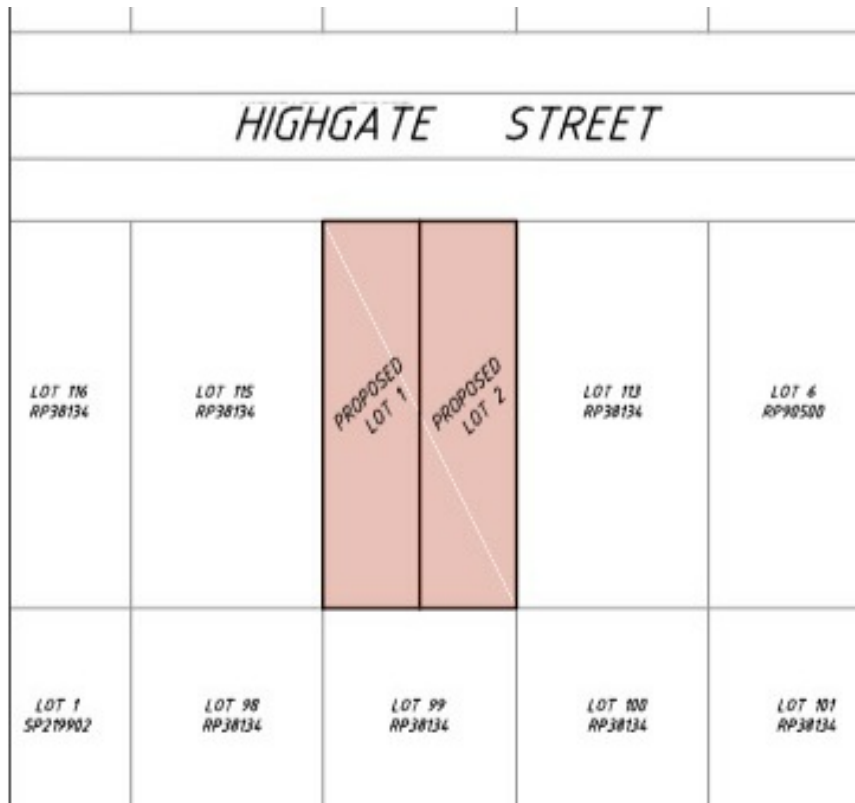 HIGHGATE STREET
LOT 116
RP38134
LOT 115
RP38134
PROPOSED
LOT 1
PROPOSED
LOT 2
LOT 113
RP38134
LOT 6
RP90500
LOT 1
SP219902
LOT 98
RP38134
LOT 99
RP38134
LOT 100
RP38134
LOT 101
RP38134